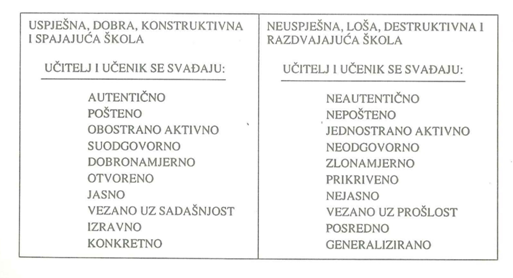 USPJEŠNA, DOBRA, KONSTRUKTIVNA
I SPAJAJUĆA ŠKOLA
UČITELJ I UČENIK SE SVAĐAJU:
AUTENTIČNO
POŠTENO
OBOSTRANO AKTIVNO
SUODGOVORNO
DOBRONAMJERNO
OTVORENO
JASNO
VEZANO UZ SADAŠNJOST
IZRAVNO
KONKRETNO
NEUSPJEŠNA, LOŠA, DESTRUKTIVNA I
RAZDVAJAJUĆA ŠKOLA
UČITELJ I UČENIK SE SVAĐAJU:
NEAUTENTIČNO
NEPOŠTENO
JEDNOSTRANO AKTIVNO
NEODGOVORNO
ZLONAMJERNO
PRIKRIVENO
NEJASNO
VEZANO UZ PROŠLOST
POSREDNO
GENERALIZIRANO